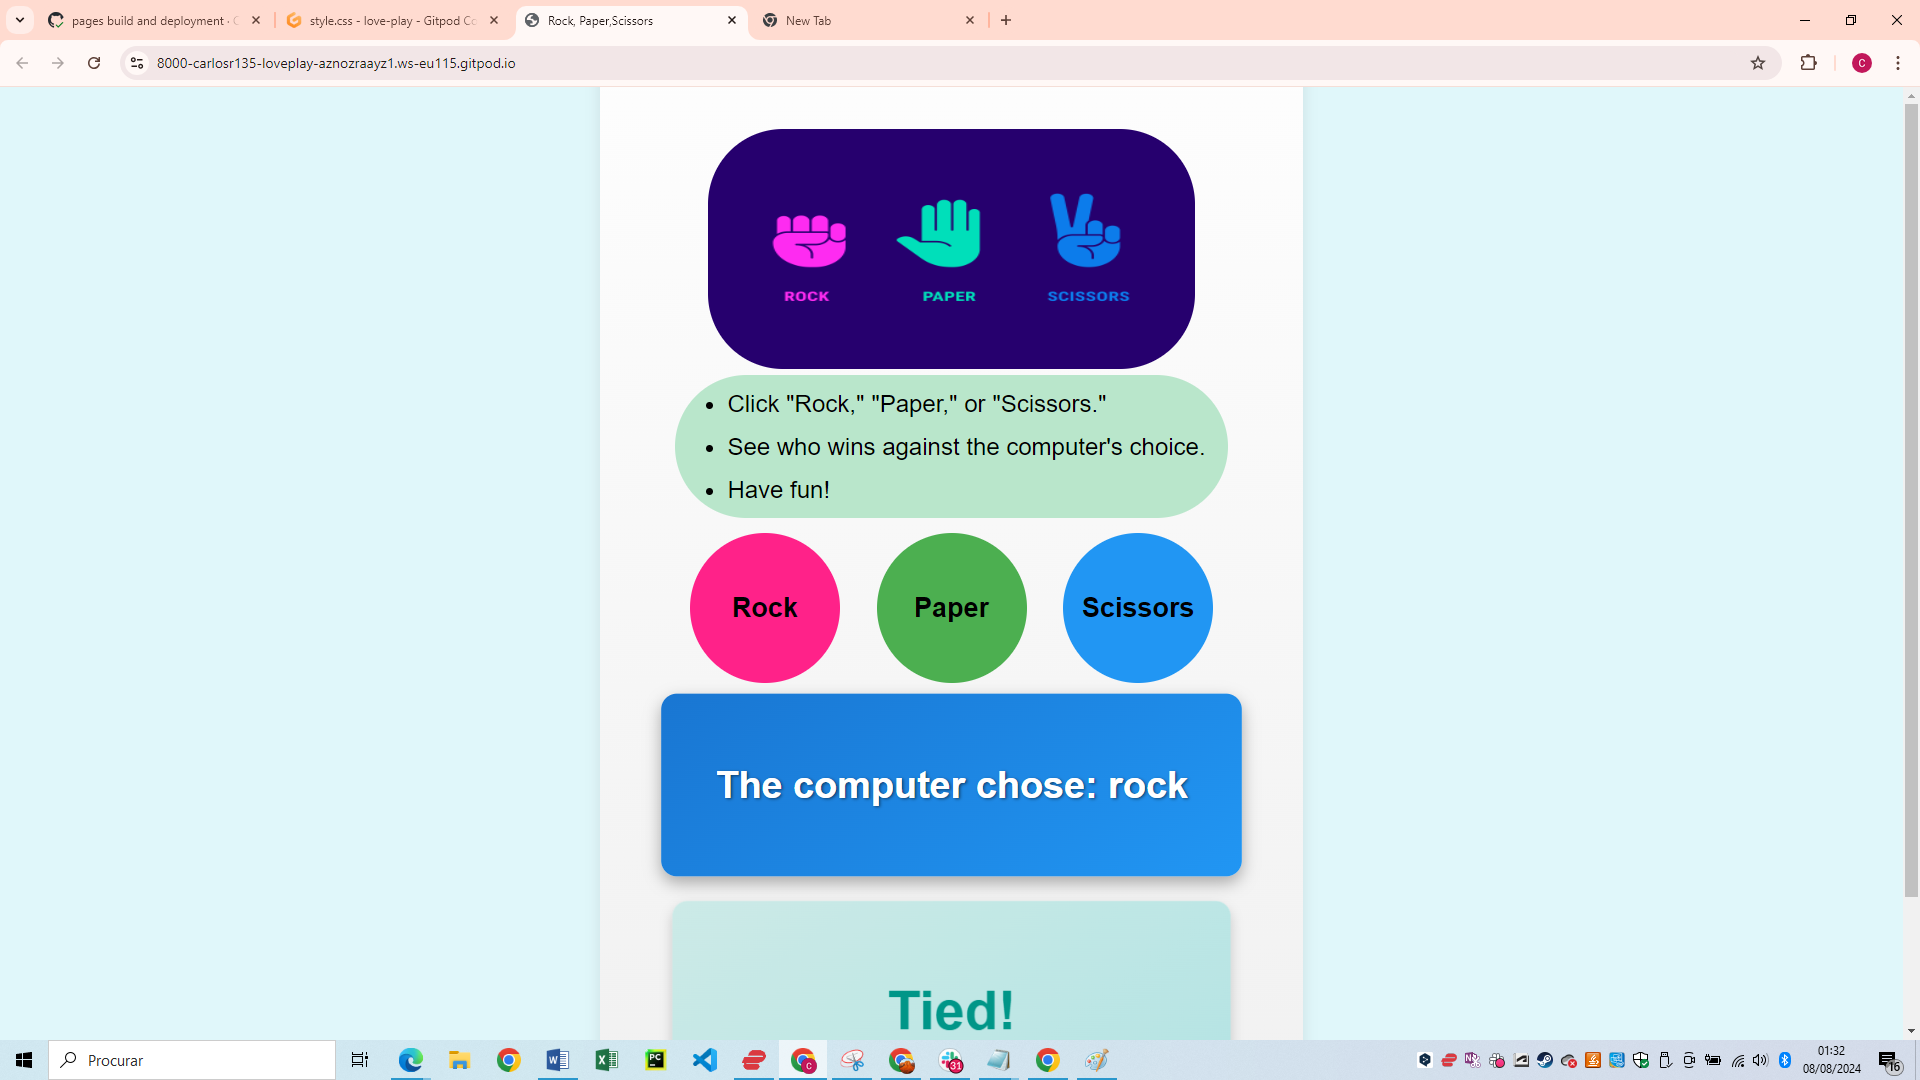 pages build and deployment · C
style.css - love-play - Gitpod Co
Rock, Paper,Scissors
New Tab
8000-carlosr135-loveplay-aznozraayz1.ws-eu115.gitpod.io
C
ROCK
PAPER
SCISSORS
Click "Rock," "Paper," or "Scissors."
See who wins against the computer's choice.
Have fun!
Rock
Paper
Scissors
The computer chose: rock
Tied!
Procurar
31
01:32
08/08/2024
16